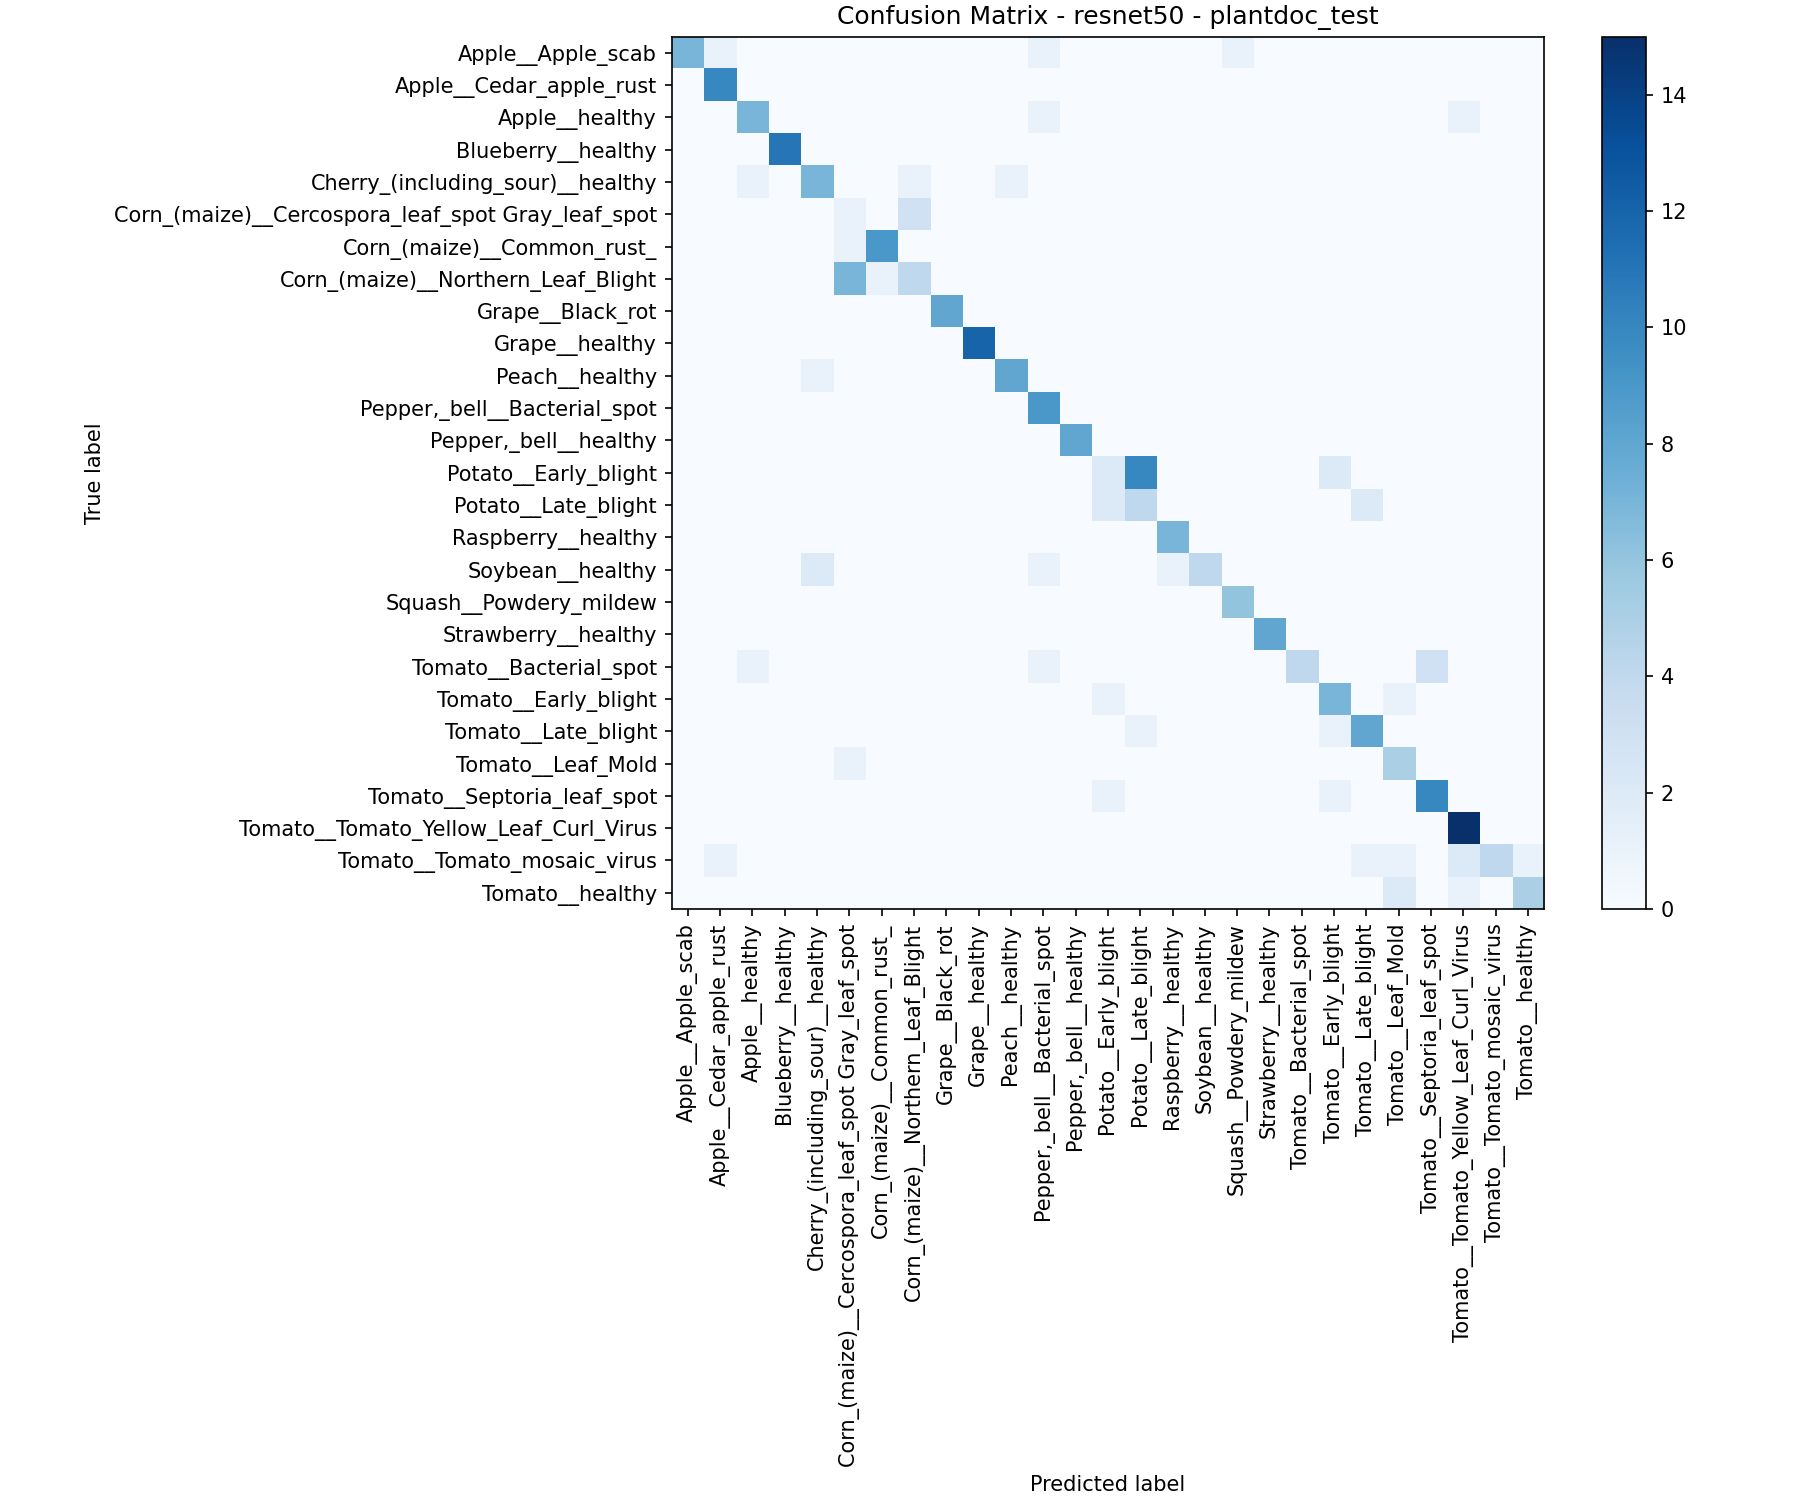 Confusion Matrix - resnet50 - plantdoc_test
True label
Apple__Apple_scab
Apple__Cedar_apple_rust
Apple__healthy
Blueberry__healthy
Cherry_(including_sour)__healthy
Corn_(maize)__Cercospora_leaf_spot Gray_leaf_spot
Corn_(maize)__Common_rust_
Corn_(maize)__Northern_Leaf_Blight
Grape__Black_rot
Grape__healthy
Peach__healthy
Pepper,_bell__Bacterial_spot
Pepper,_bell__healthy
Potato__Early_blight
Potato__Late_blight
Raspberry__healthy
Soybean__healthy
Squash__Powdery_mildew
Strawberry__healthy
Tomato__Bacterial_spot
Tomato__Early_blight
Tomato__Late_blight
Tomato__Leaf_Mold
Tomato__Septoria_leaf_spot
Tomato__Tomato_Yellow_Leaf_Curl_Virus
Tomato__Tomato_mosaic_virus
Tomato__healthy
Apple__Apple_scab
Apple__Cedar_apple_rust
Apple__healthy
Blueberry__healthy
Cherry_(including_sour)__healthy
Corn_(maize)__Cercospora_leaf_spot Gray_leaf_spot
Corn_(maize)__Common_rust_
Corn_(maize)__Northern_Leaf_Blight
Grape__Black_rot
Grape__healthy
Peach__healthy
Pepper,_bell__Bacterial_spot
Pepper,_bell__healthy
Potato__Early_blight
Potato__Late_blight
Raspberry__healthy
Soybean__healthy
Squash__Powdery_mildew
Strawberry__healthy
Tomato__Bacterial_spot
Tomato__Early_blight
Tomato__Late_blight
Tomato__Leaf_Mold
Tomato__Septoria_leaf_spot
Tomato__Tomato_Yellow_Leaf_Curl_Virus
Tomato__Tomato_mosaic_virus
Tomato__healthy
Predicted label
14
12
10
8
6
4
2
0